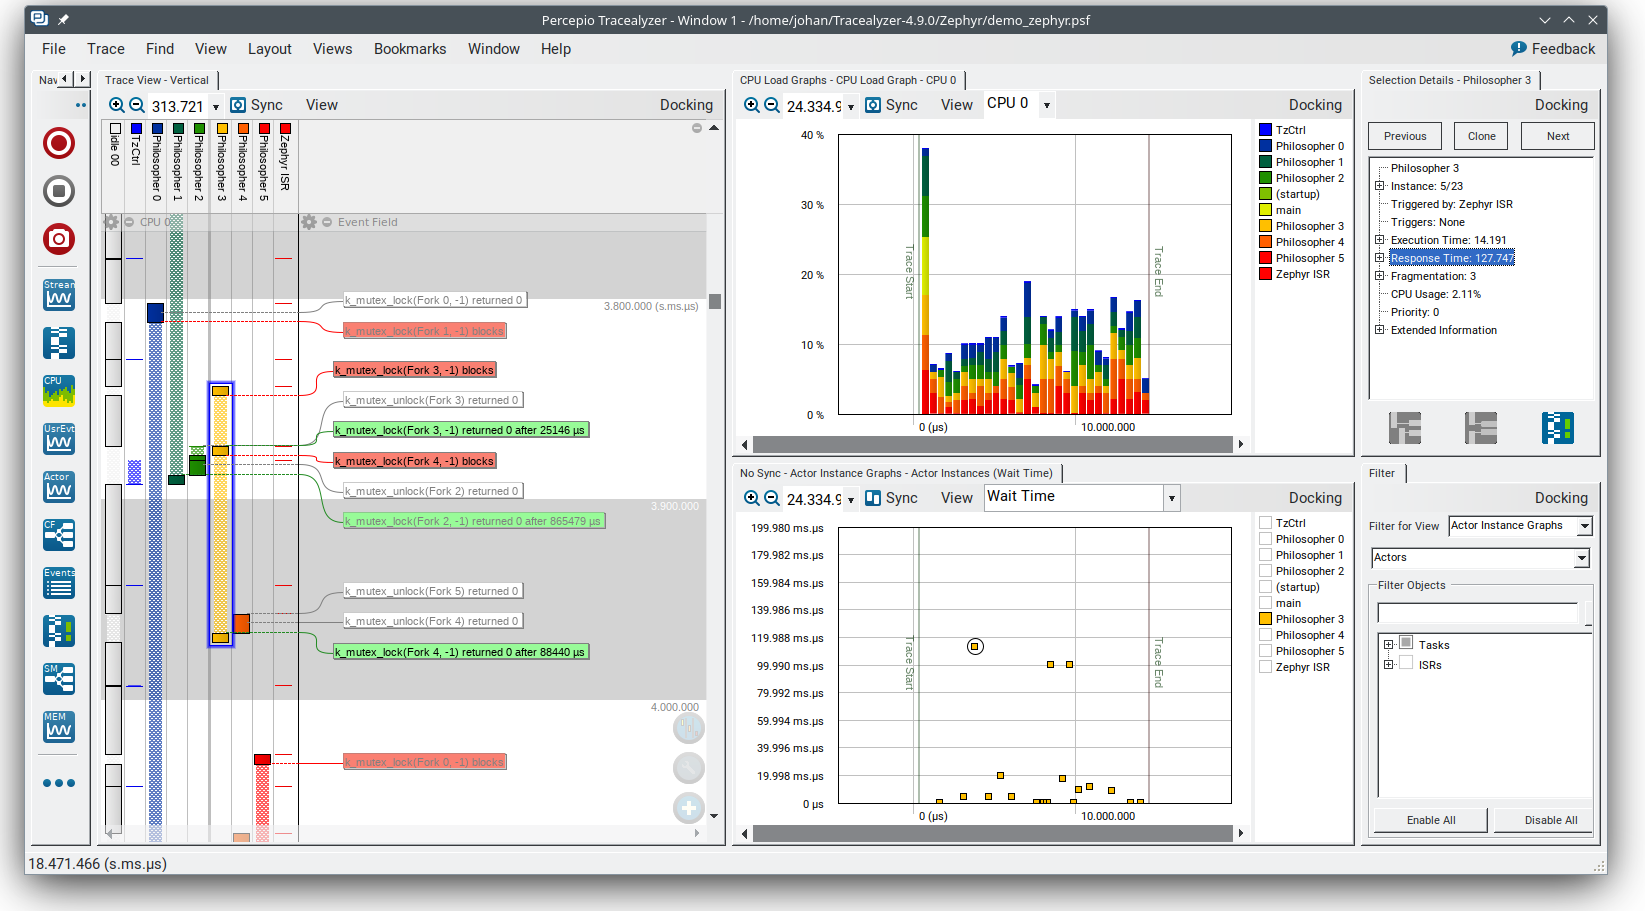 Percepio Tracealyzer - Window 1 - /home/johan/Tracealyzer-4.9.0/Zephyr/demo_zephyr.psf
File Trace Find View Layout Views Bookmarks Window Help Feedback
Nav
Stream
CPU
UsrEvt
Actor
CF
Events
SM
MEM
Trace View - Vertical
313.721 Sync View Docking
idle 00
TzCtrl
Philosopher 0
Philosopher 1
Philosopher 2
Philosopher 3
Philosopher 4
Philosopher 5
Zephyr ISR
CPU 0 Event Field
k_mutex_lock(Fork 0, -1) returned 0
3.800.000 (s.ms.µs)
k_mutex_lock(Fork 1, -1) blocks
k_mutex_lock(Fork 3, -1) blocks
k_mutex_unlock(Fork 3) returned 0
k_mutex_lock(Fork 3, -1) returned 0 after 25146 µs
k_mutex_lock(Fork 4, -1) blocks
k_mutex_unlock(Fork 2) returned 0
3.900.000
k_mutex_lock(Fork 2, -1) returned 0 after 865479 µs
k_mutex_unlock(Fork 5) returned 0
k_mutex_unlock(Fork 4) returned 0
k_mutex_lock(Fork 4, -1) returned 0 after 88440 µs
4.000.000
k_mutex_lock(Fork 0, -1) blocks
CPU Load Graphs - CPU Load Graph - CPU 0
24.334.9 Sync View CPU 0 Docking
40 %
30 %
20 %
10 %
0 %
Trace Start
Trace End
0 (µs) 10.000.000
TzCtrl
Philosopher 0
Philosopher 1
Philosopher 2
(startup)
main
Philosopher 3
Philosopher 4
Philosopher 5
Zephyr ISR
No Sync - Actor Instance Graphs - Actor Instances (Wait Time)
24.334.9 Sync View Wait Time Docking
199.980 ms.µs
179.982 ms.µs
159.984 ms.µs
139.986 ms.µs
119.988 ms.µs
99.990 ms.µs
79.992 ms.µs
59.994 ms.µs
39.996 ms.µs
19.998 ms.µs
0 µs
Trace Start
Trace End
0 (µs) 10.000.000
TzCtrl
Philosopher 0
Philosopher 1
Philosopher 2
(startup)
main
Philosopher 3
Philosopher 4
Philosopher 5
Zephyr ISR
Selection Details - Philosopher 3
Docking
Previous Clone Next
Philosopher 3
Instance: 5/23
Triggered by: Zephyr ISR
Triggers: None
Execution Time: 14.191
Response Time: 127.747
Fragmentation: 3
CPU Usage: 2.11%
Priority: 0
Extended Information
Filter
Docking
Filter for View Actor Instance Graphs
Actors
Filter Objects
Tasks
ISRs
Enable All Disable All
18.471.466 (s.ms.µs)